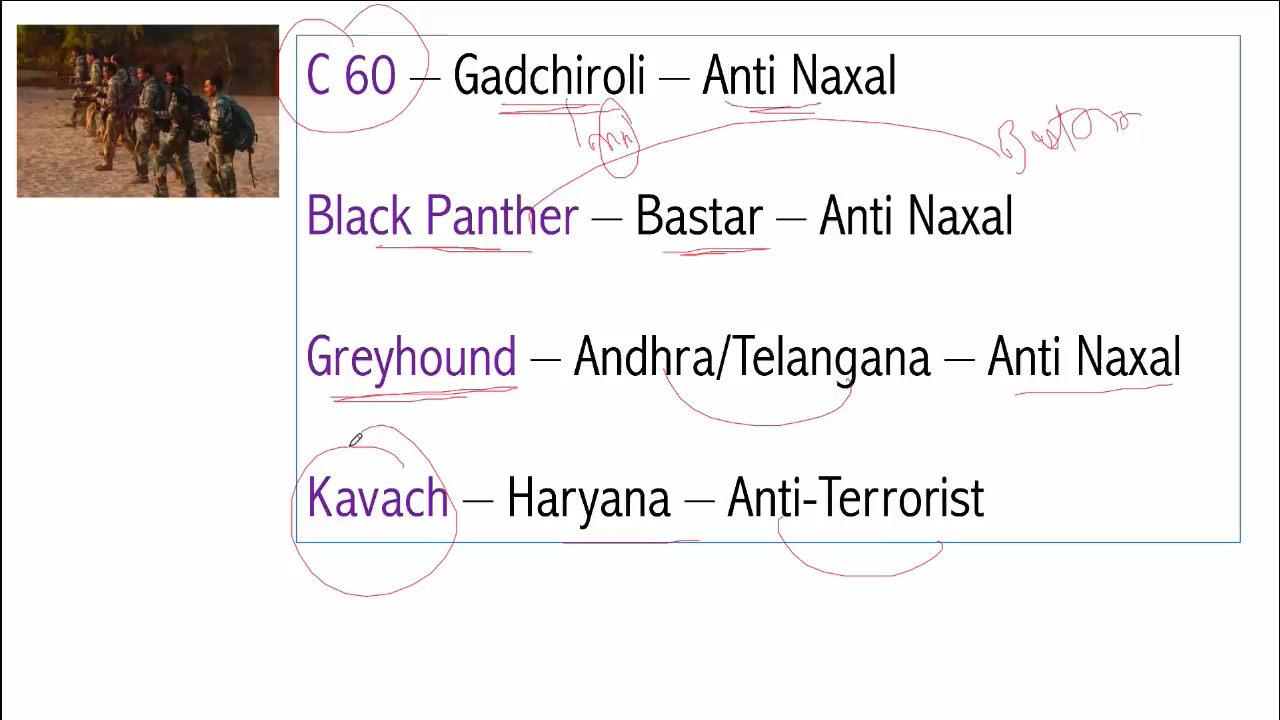 C 60 – Gadchiroli – Anti Naxal
Black Panther – Bastar – Anti Naxal
Greyhound – Andhra/Telangana – Anti Naxal
Kavach – Haryana – Anti-Terrorist